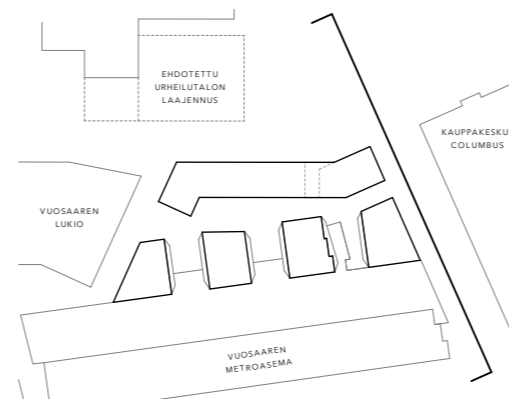 EHDOTETTU
URHEILUTALON
LAAJENNUS
KAUPPAKESKU
COLUMBUS
VUOSAAREN
LUKIO
VUOSAAREN
METROASEMA